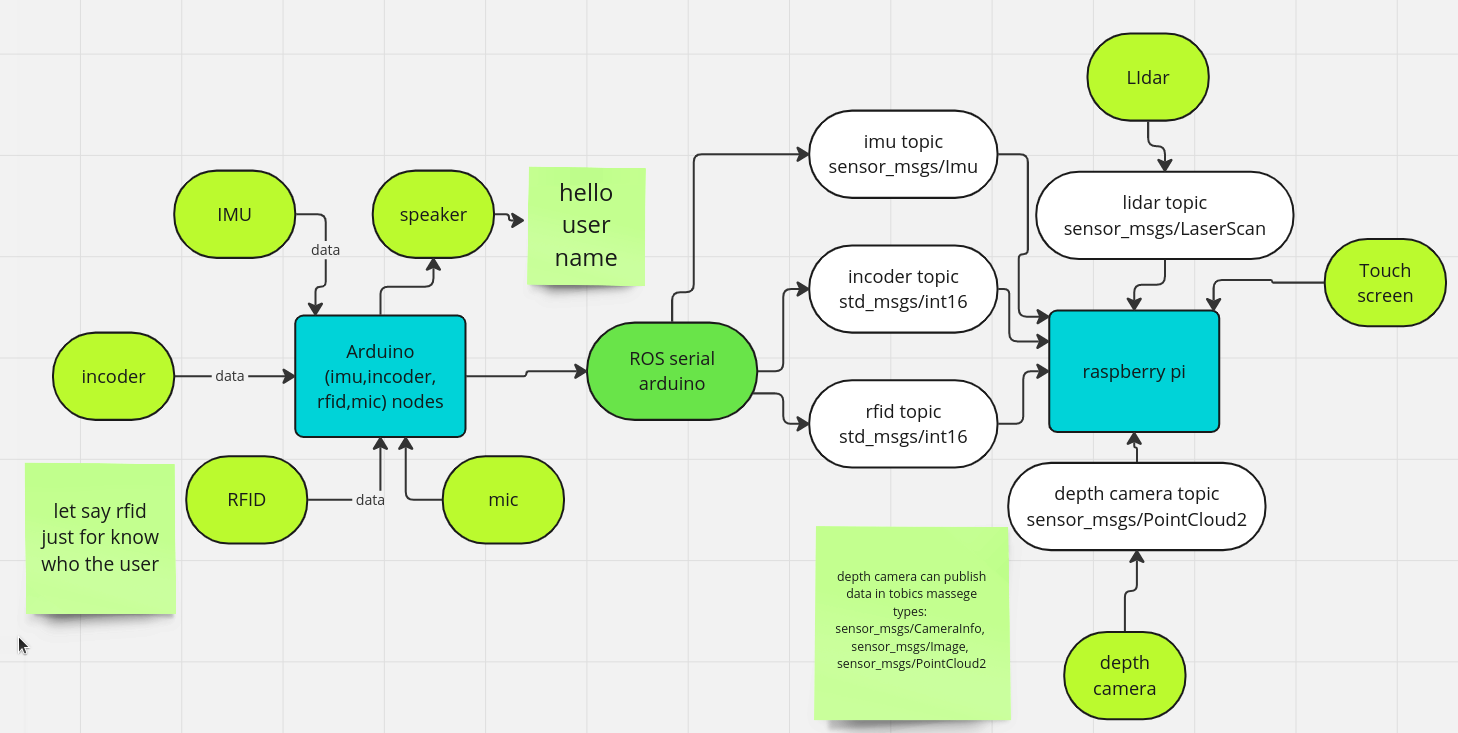 LIdar
imu topic
sensor_msgs/Imu
IMU
speaker
hello
user
name
lidar topic
sensor_msgs/LaserScan
data
incoder topic
std_msgs/int16
Touch
screen
incoder
data
Arduino
(imu,incoder,
rfid,mic) nodes
ROS serial
arduino
raspberry pi
rfid topic
std_msgs/int16
let say rfid
just for know
who the user
RFID
data
mic
depth camera topic
sensor_msgs/PointCloud2
depth camera can publish
data in tobics massege
types:
sensor_msgs/CameraInfo,
sensor_msgs/Image,
sensor_msgs/PointCloud2
depth
camera